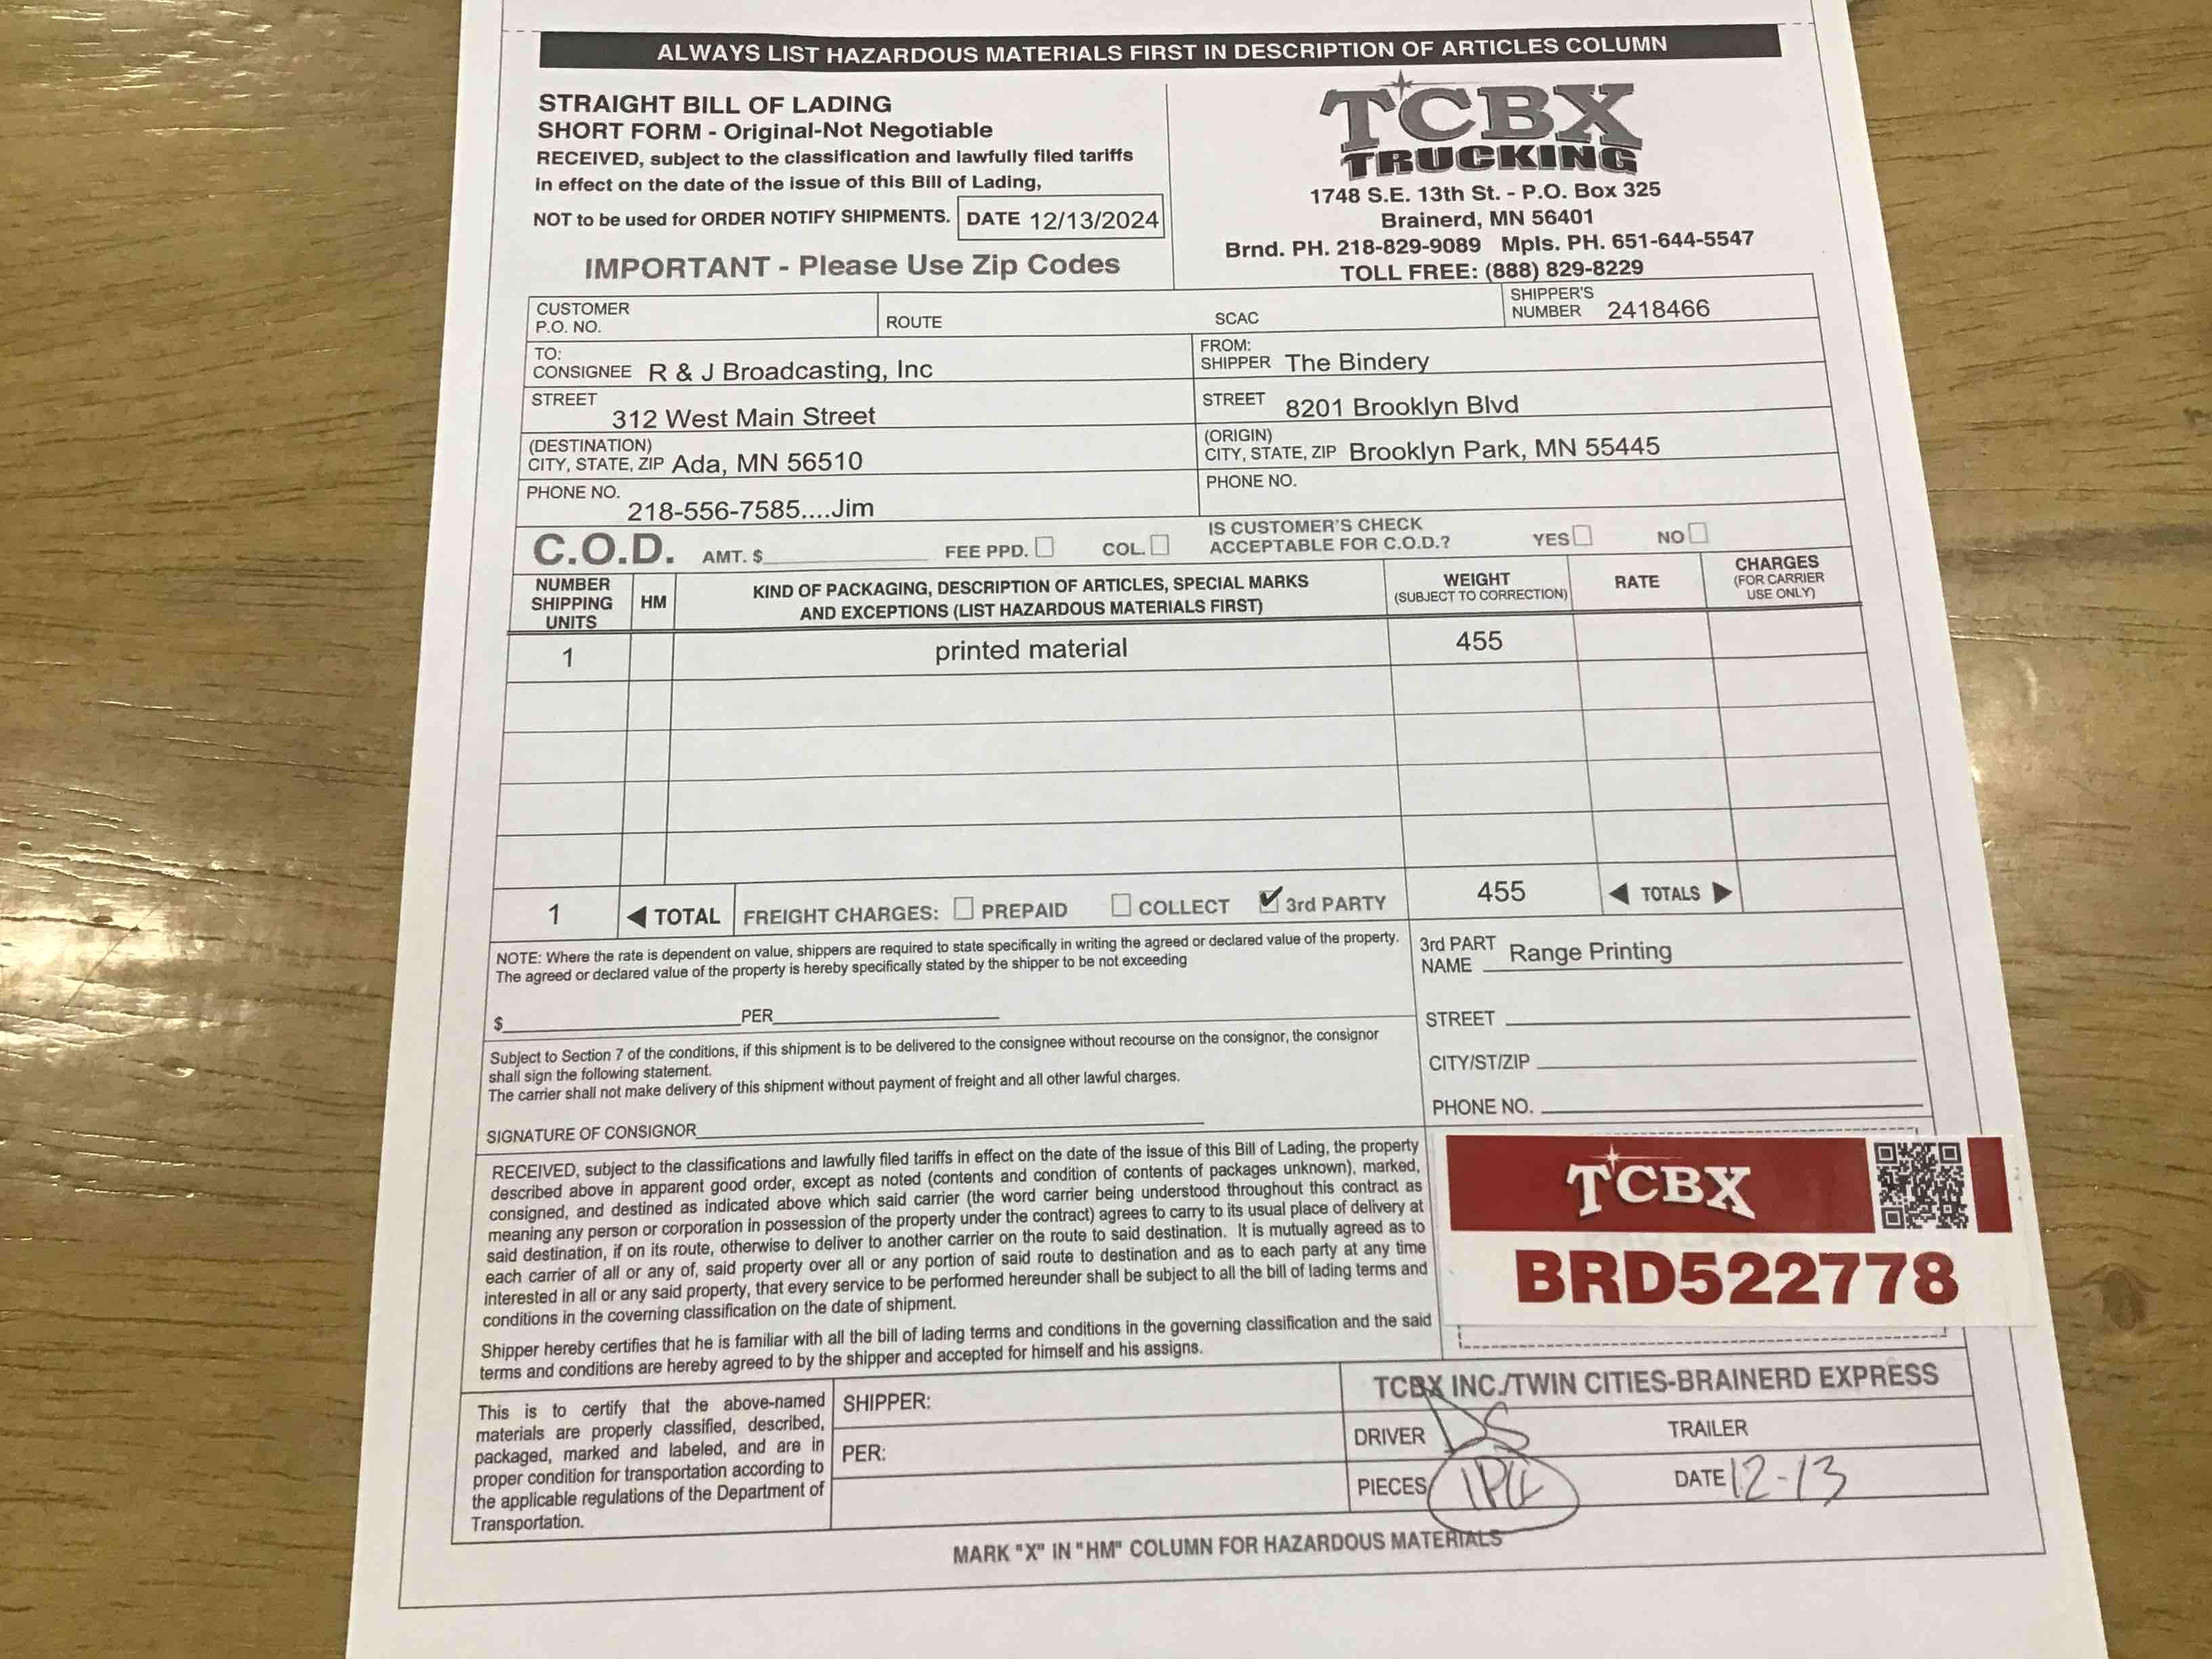 ALWAYS LIST HAZARDOUS MATERIALS FIRST IN DESCRIPTION OF ARTICLES COLUMN
STRAIGHT BILL OF LADING
SHORT FORM - Original-Not Negotiable
RECEIVED, subject to the classification and lawfully filed tariffs
in effect on the date of the issue of this Bill of Lading,
NOT to be used for ORDER NOTIFY SHIPMENTS. DATE 12/13/2024
IMPORTANT - Please Use Zip Codes
TCBX
TRUCKING
1748 S.E. 13th St. - P.O. Box 325
Brainerd, MN 56401
Brnd. PH. 218-829-9089 Mpls. PH. 651-644-5547
TOLL FREE: (888) 829-8229
CUSTOMER
P.O. NO.
ROUTE
SCAC
SHIPPER'S
NUMBER 2418466
TO:
CONSIGNEE R & J Broadcasting, Inc
FROM:
SHIPPER The Bindery
STREET
312 West Main Street
STREET 8201 Brooklyn Blvd
(DESTINATION)
CITY, STATE, ZIP Ada, MN 56510
(ORIGIN)
CITY, STATE, ZIP Brooklyn Park, MN 55445
PHONE NO.
218-556-7585....Jim
PHONE NO.
C.O.D. AMT. $ FEE PPD. COL.
IS CUSTOMER'S CHECK
ACCEPTABLE FOR C.O.D.? YES NO
NUMBER
SHIPPING
UNITS
HM
KIND OF PACKAGING, DESCRIPTION OF ARTICLES, SPECIAL MARKS
AND EXCEPTIONS (LIST HAZARDOUS MATERIALS FIRST)
WEIGHT
(SUBJECT TO CORRECTION)
RATE
CHARGES
(FOR CARRIER
USE ONLY)
1 printed material 455
1 ◀ TOTAL FREIGHT CHARGES: PREPAID COLLECT ✔ 3rd PARTY 455 ◀ TOTALS ▶
NOTE: Where the rate is dependent on value, shippers are required to state specifically in writing the agreed or declared value of the property.
The agreed or declared value of the property is hereby specifically stated by the shipper to be not exceeding
$ PER
3rd PART
NAME Range Printing
STREET
CITY/ST/ZIP
PHONE NO.
Subject to Section 7 of the conditions, if this shipment is to be delivered to the consignee without recourse on the consignor, the consignor
shall sign the following statement.
The carrier shall not make delivery of this shipment without payment of freight and all other lawful charges.
SIGNATURE OF CONSIGNOR
RECEIVED, subject to the classifications and lawfully filed tariffs in effect on the date of the issue of this Bill of Lading, the property
described above in apparent good order, except as noted (contents and condition of contents of packages unknown), marked,
consigned, and destined as indicated above which said carrier (the word carrier being understood throughout this contract as
meaning any person or corporation in possession of the property under the contract) agrees to carry to its usual place of delivery at
said destination, if on its route, otherwise to deliver to another carrier on the route to said destination. It is mutually agreed as to
each carrier of all or any of, said property over all or any portion of said route to destination and as to each party at any time
interested in all or any said property, that every service to be performed hereunder shall be subject to all the bill of lading terms and
conditions in the coverning classification on the date of shipment.
Shipper hereby certifies that he is familiar with all the bill of lading terms and conditions in the governing classification and the said
terms and conditions are hereby agreed to by the shipper and accepted for himself and his assigns.
TCBX
BRD522778
This is to certify that the above-named
materials are properly classified, described,
packaged, marked and labeled, and are in
proper condition for transportation according to
the applicable regulations of the Department of
Transportation.
SHIPPER:
PER:
TCBX INC./TWIN CITIES-BRAINERD EXPRESS
DRIVER DS TRAILER
PIECES DATE 12-13
MARK "X" IN "HM" COLUMN FOR HAZARDOUS MATERIALS